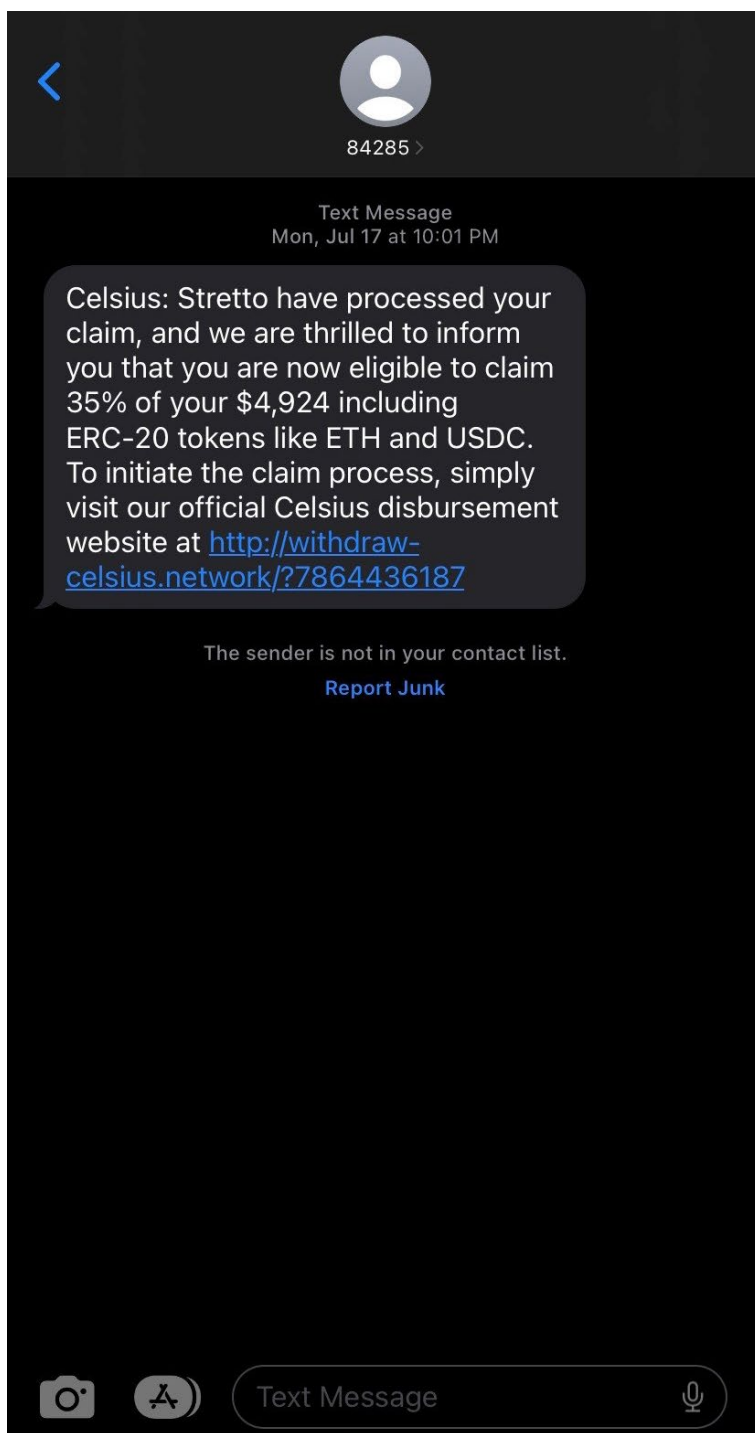 84285
Text Message
Mon, Jul 17 at 10:01 PM
Celsius: Stretto have processed your
claim, and we are thrilled to inform
you that you are now eligible to claim
35% of your $4,924 including
ERC-20 tokens like ETH and USDC.
To initiate the claim process, simply
visit our official Celsius disbursement
website at http://withdraw-
celsius.network/?7864436187
The sender is not in your contact list.
Report Junk
Text Message